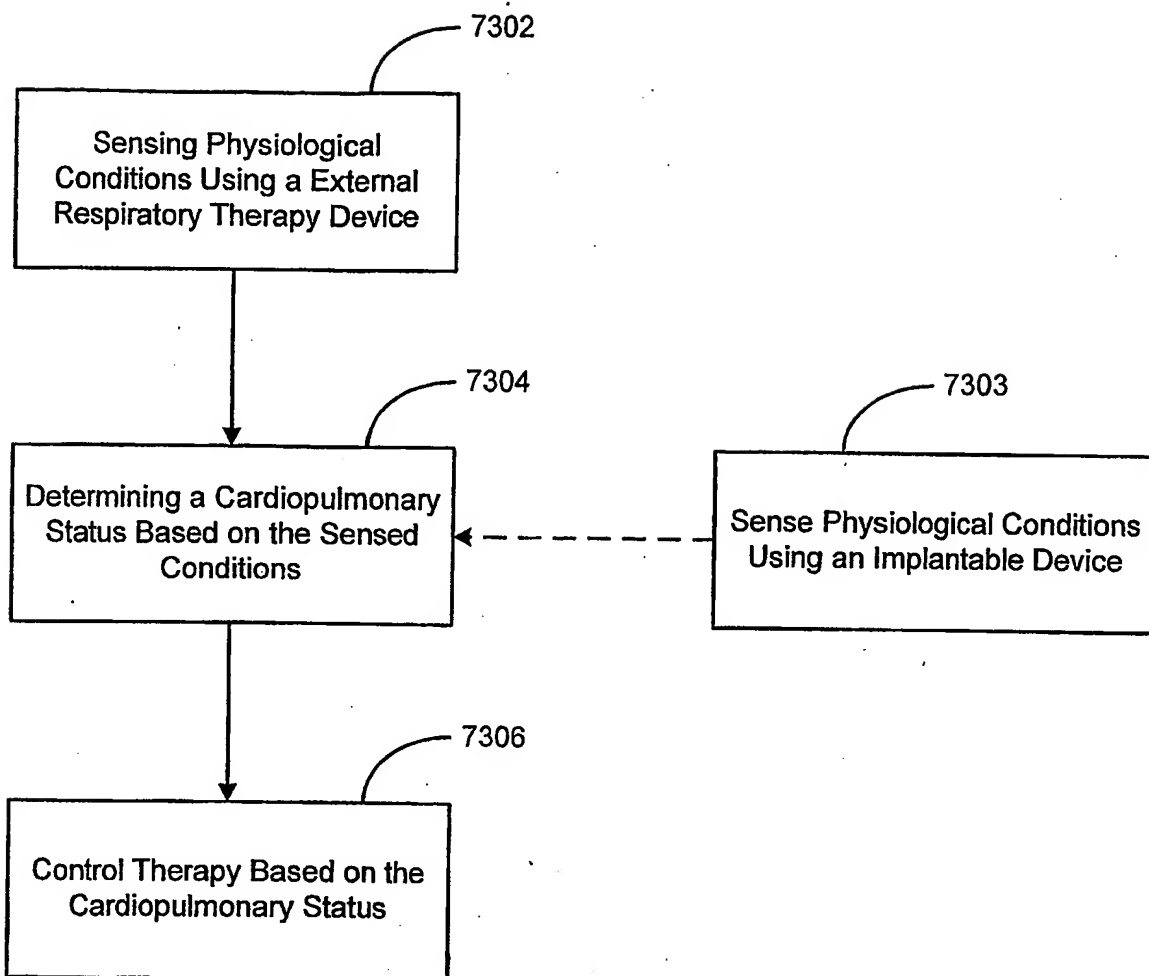 7302
Sensing Physiological
Conditions Using a External
Respiratory Therapy Device
7304
Determining a Cardiopulmonary
Status Based on the Sensed
Conditions
7303
Sense Physiological Conditions
Using an Implantable Device
7306
Control Therapy Based on the
Cardiopulmonary Status